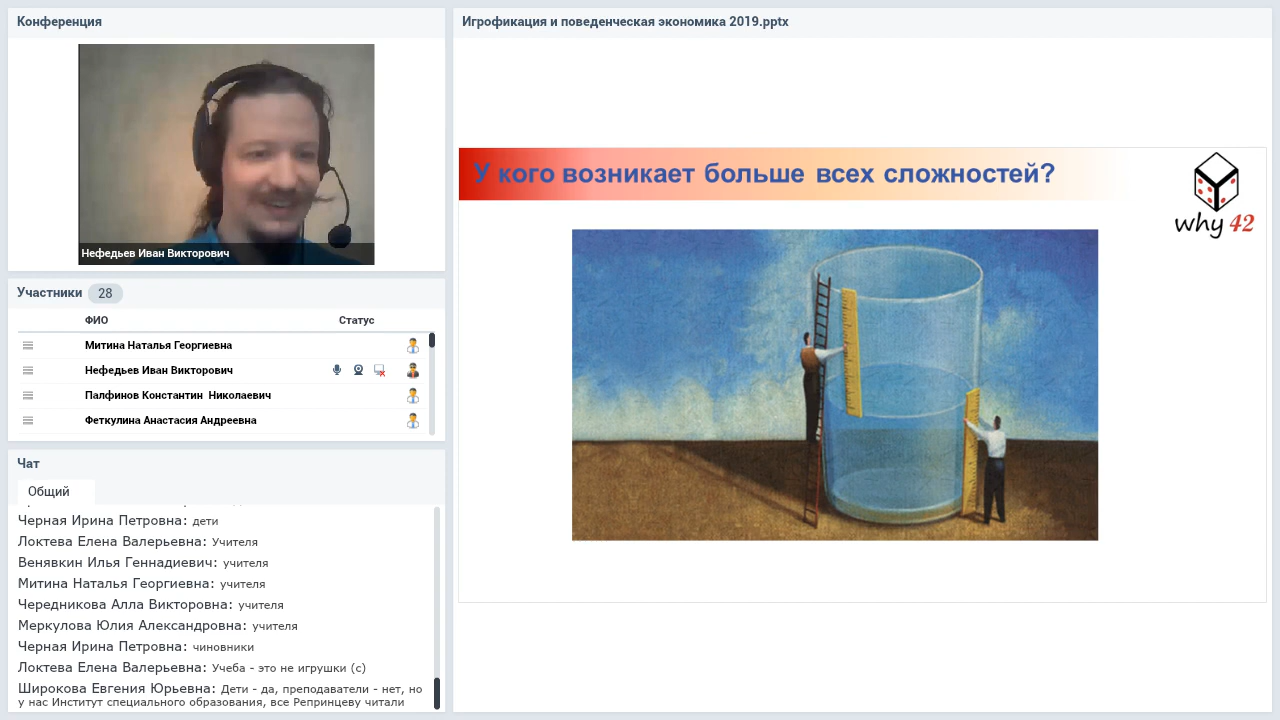 Конференция
Нефедьев Иван Викторович
Участники 28
ФИО Статус
Митина Наталья Георгиевна
Нефедьев Иван Викторович
Палфинов Константин Николаевич
Феткулина Анастасия Андреевна
Чат
Общий
Черная Ирина Петровна: дети
Локтева Елена Валерьевна: Учителя
Венявкин Илья Геннадиевич: учителя
Митина Наталья Георгиевна: учителя
Чередникова Алла Викторовна: учителя
Меркулова Юлия Александровна: учителя
Черная Ирина Петровна: чиновники
Локтева Елена Валерьевна: Учеба - это не игрушки (с)
Широкова Евгения Юрьевна: Дети - да, преподаватели - нет, но
у нас Институт специального образования, все Репринцеву читали
Игрофикация и поведенческая экономика 2019.pptx
У кого возникает больше всех сложностей?
why 42